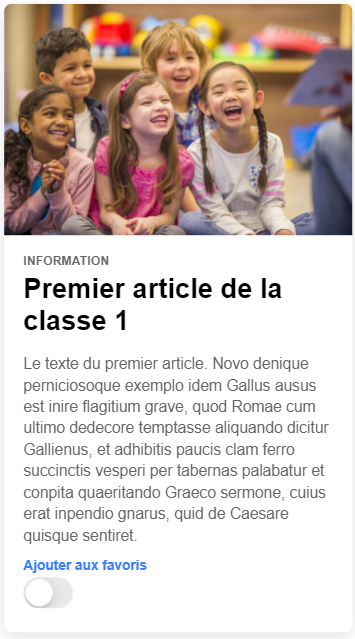 INFORMATION
Premier article de la
classe 1
Le texte du premier article. Novo denique
perniciosoque exemplo idem Gallus ausus
est inire flagitium grave, quod Romae cum
ultimo dedecore temptasse aliquando dicitur
Gallienus, et adhibitis paucis clam ferro
succinctis vesperi per tabernas palabatur et
conpita quaeritando Graeco sermone, cuius
erat inpendio gnarus, quid de Caesare
quisque sentiret.
Ajouter aux favoris